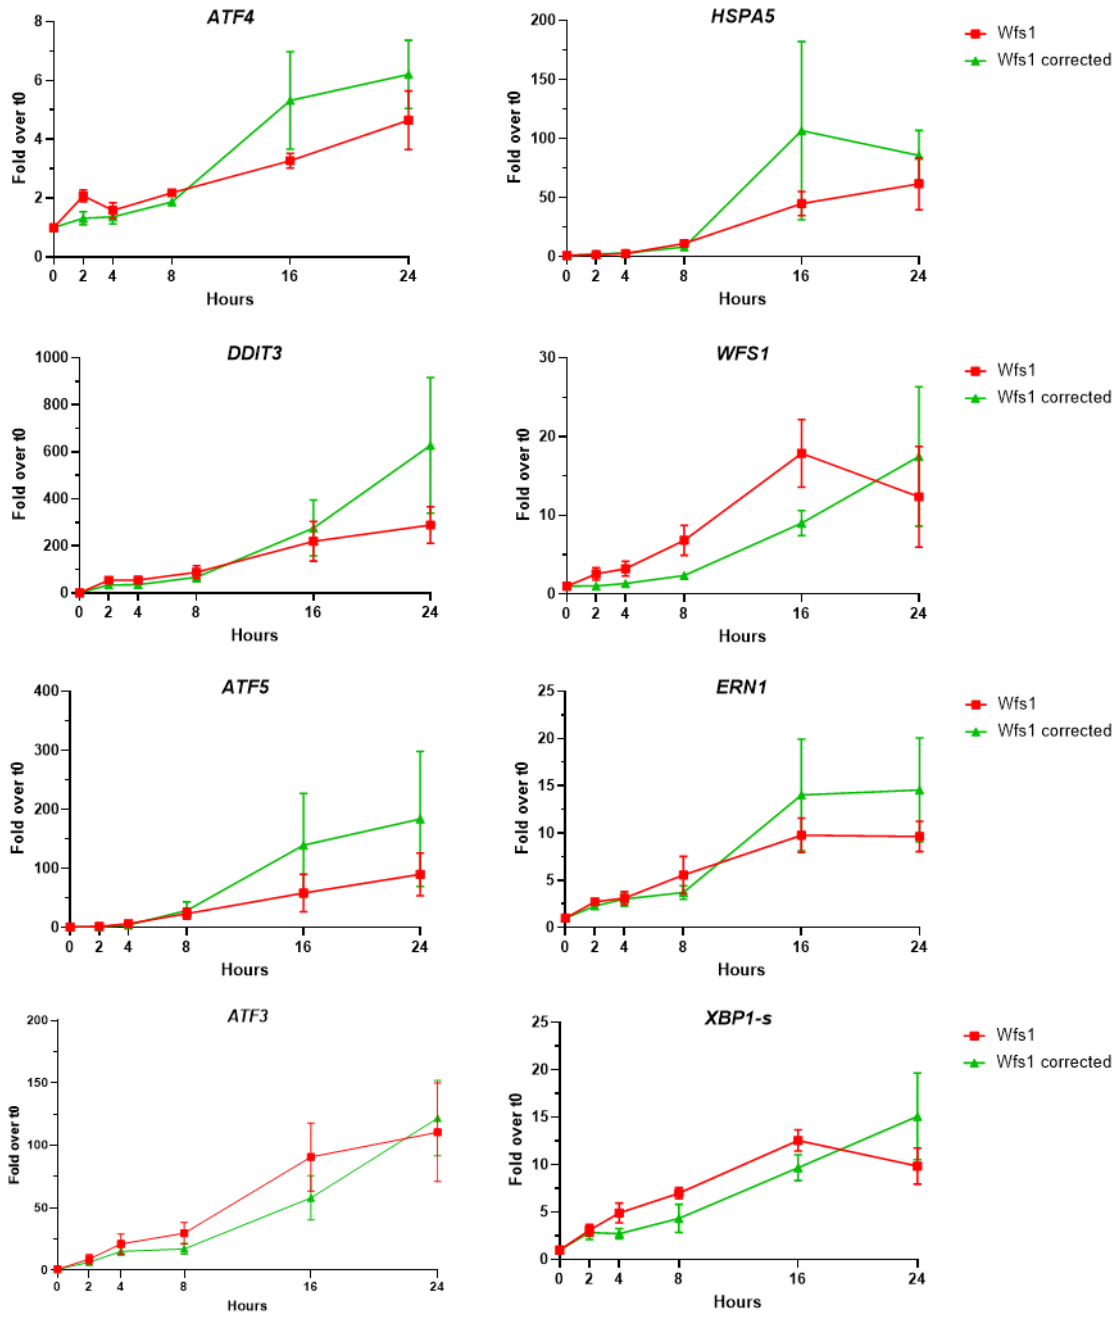 ATF4
Fold over t0
8
6
4
2
0
0 2 4 8 16 24
Hours
HSPA5
Fold over t0
200
150
100
50
0
0 2 4 8 16 24
Hours
Wfs1
Wfs1 corrected
DDIT3
Fold over t0
1000
800
600
400
200
0
0 2 4 8 16 24
Hours
WFS1
Fold over t0
30
20
10
0
0 2 4 8 16 24
Hours
Wfs1
Wfs1 corrected
ATF5
Fold over t0
400
300
200
100
0
0 2 4 8 16 24
Hours
ERN1
Fold over t0
25
20
15
10
5
0
0 2 4 8 16 24
Hours
Wfs1
Wfs1 corrected
ATF3
Fold over t0
200
150
100
50
0
0 2 4 8 16 24
Hours
XBP1-s
Fold over t0
25
20
15
10
5
0
0 2 4 8 16 24
Hours
Wfs1
Wfs1 corrected